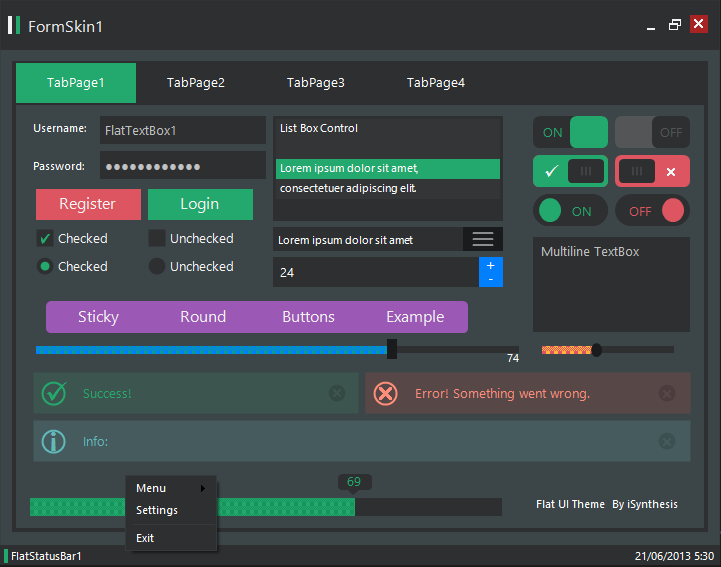 FormSkin1
TabPage1 TabPage2 TabPage3 TabPage4
Username: FlatTextBox1
Password:
Register Login
Checked Unchecked
Checked Unchecked
List Box Control
Lorem ipsum dolor sit amet,
consectetuer adipiscing elit.
Lorem ipsum dolor sit amet
24 + -
ON OFF
ON OFF
Multiline TextBox
Sticky Round Buttons Example
74
Success! Error! Something went wrong.
Info:
69
Menu
Settings
Exit
Flat UI Theme By iSynthesis
FlatStatusBar1 21/06/2013 5:30